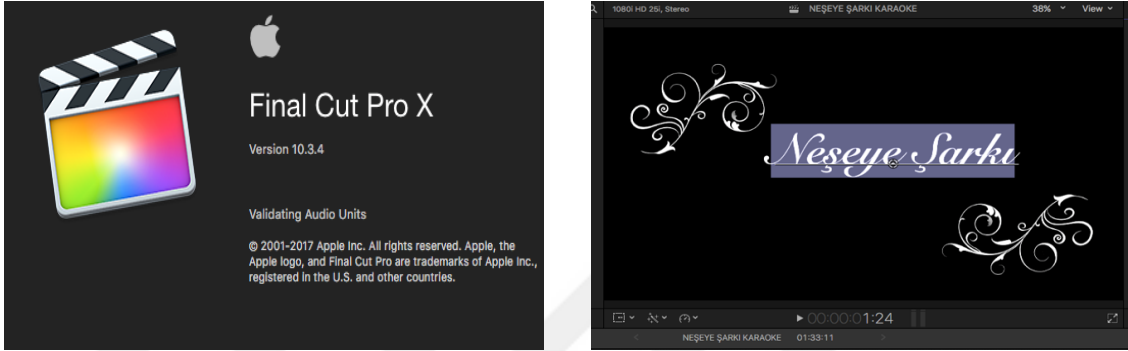 Final Cut Pro X
Version 10.3.4
Validating Audio Units
© 2001-2017 Apple Inc. All rights reserved. Apple, the
Apple logo, and Final Cut Pro are trademarks of Apple Inc.,
registered in the U.S. and other countries.
1080i HD 25i, Stereo
NEŞEYE ŞARKI KARAOKE
38%
View
Neşeye Şarkı
00:00:01:24
NEŞEYE ŞARKI KARAOKE 01:33:11